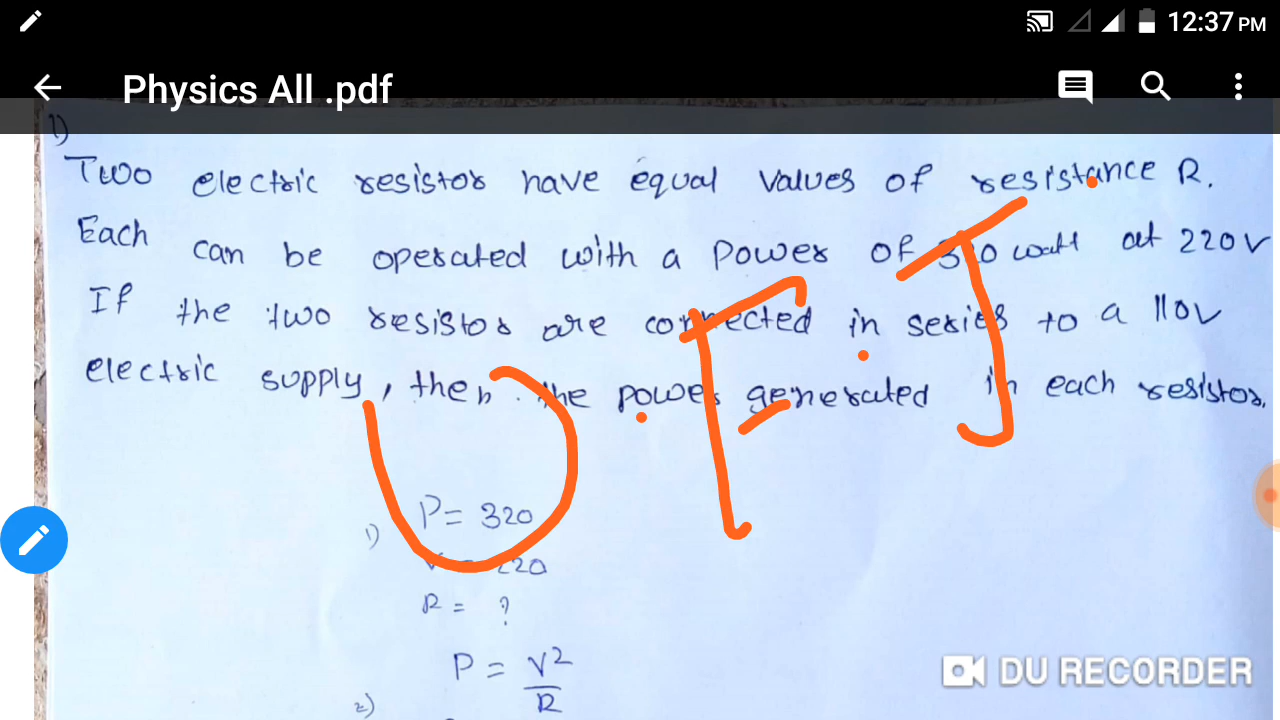 12:37 PM
Physics All .pdf
1)
Two electric resistor have equal values of resistance R.
Each can be operated with a power of 320 watt at 220V
If the two resistor are connected in series to a 110V
electric supply, then the power generated in each resistor.
U.F.J.
1) P = 320
V = 220
R = ?
P = V²/R
2)
DU RECORDER